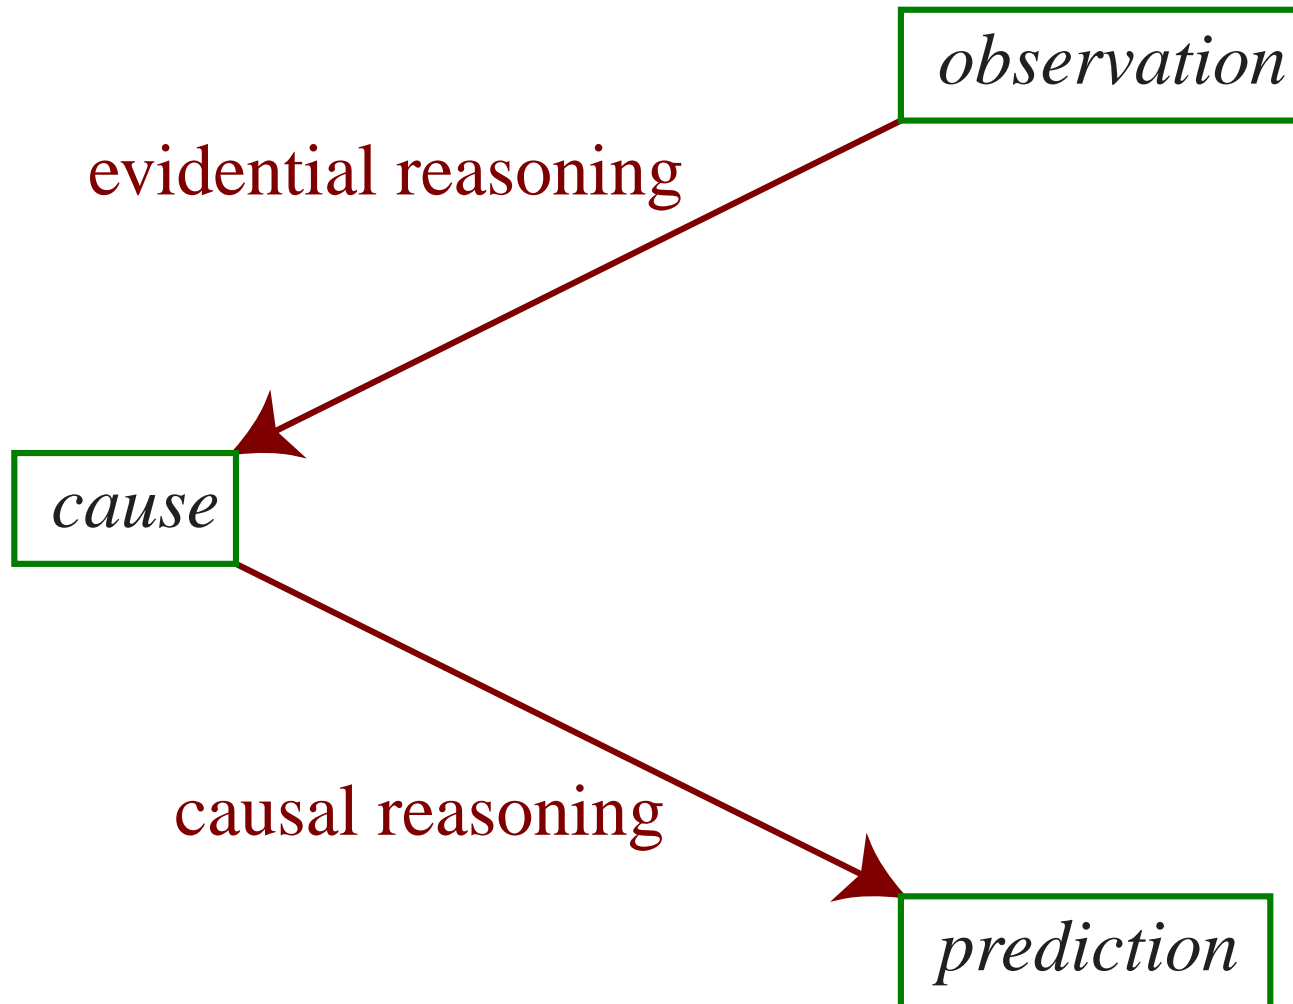 observation
evidential reasoning
cause
causal reasoning
prediction